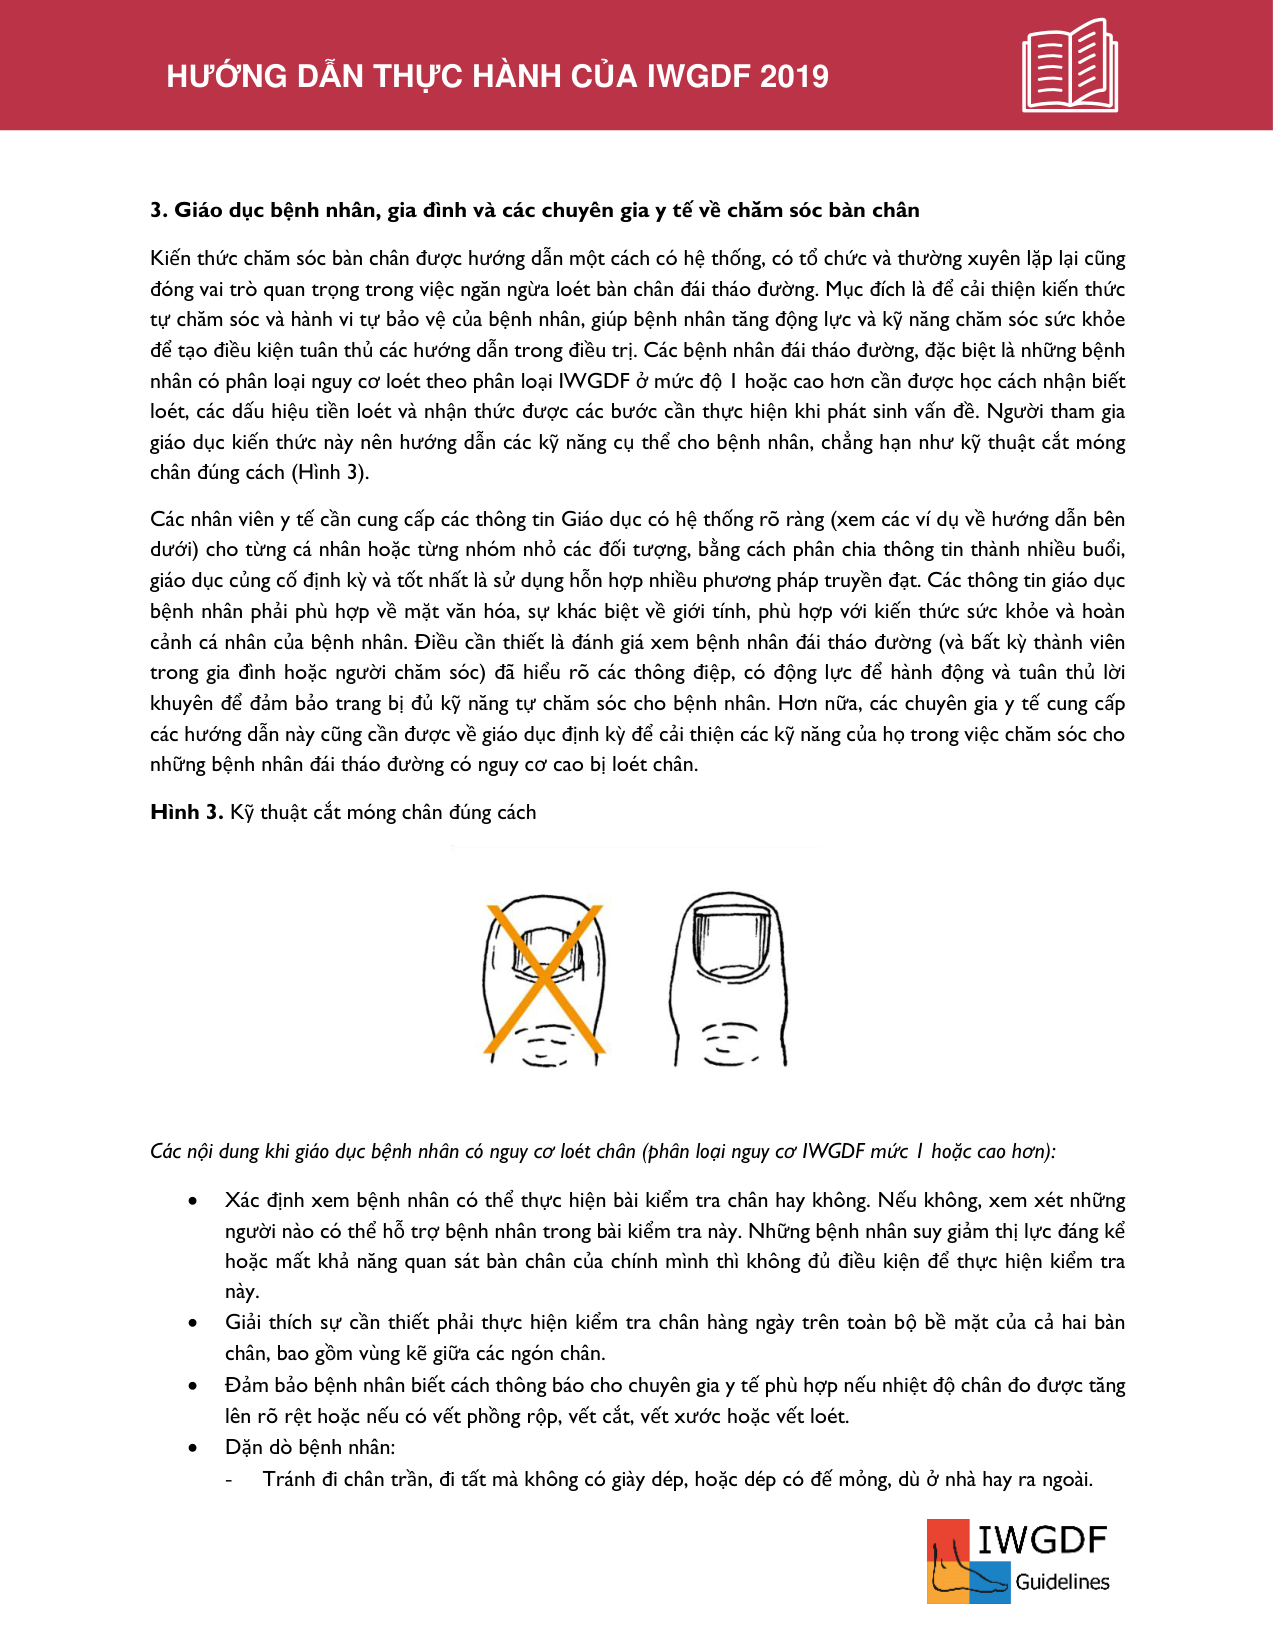 HƯỚNG DẪN THỰC HÀNH CỦA IWGDF 2019
3. Giáo dục bệnh nhân, gia đình và các chuyên gia y tế về chăm sóc bàn chân
Kiến thức chăm sóc bàn chân được hướng dẫn một cách có hệ thống, có tổ chức và thường xuyên lặp lại cũng
đóng vai trò quan trọng trong việc ngăn ngừa loét bàn chân đái tháo đường. Mục đích là để cải thiện kiến thức
tự chăm sóc và hành vi tự bảo vệ của bệnh nhân, giúp bệnh nhân tăng động lực và kỹ năng chăm sóc sức khỏe
để tạo điều kiện tuân thủ các hướng dẫn trong điều trị. Các bệnh nhân đái tháo đường, đặc biệt là những bệnh
nhân có phân loại nguy cơ loét theo phân loại IWGDF ở mức độ 1 hoặc cao hơn cần được học cách nhận biết
loét, các dấu hiệu tiền loét và nhận thức được các bước cần thực hiện khi phát sinh vấn đề. Người tham gia
giáo dục kiến thức này nên hướng dẫn các kỹ năng cụ thể cho bệnh nhân, chẳng hạn như kỹ thuật cắt móng
chân đúng cách (Hình 3).
Các nhân viên y tế cần cung cấp các thông tin Giáo dục có hệ thống rõ ràng (xem các ví dụ về hướng dẫn bên
dưới) cho từng cá nhân hoặc từng nhóm nhỏ các đối tượng, bằng cách phân chia thông tin thành nhiều buổi,
giáo dục củng cố định kỳ và tốt nhất là sử dụng hỗn hợp nhiều phương pháp truyền đạt. Các thông tin giáo dục
bệnh nhân phải phù hợp về mặt văn hóa, sự khác biệt về giới tính, phù hợp với kiến thức sức khỏe và hoàn
cảnh cá nhân của bệnh nhân. Điều cần thiết là đánh giá xem bệnh nhân đái tháo đường (và bất kỳ thành viên
trong gia đình hoặc người chăm sóc) đã hiểu rõ các thông điệp, có động lực để hành động và tuân thủ lời
khuyên để đảm bảo trang bị đủ kỹ năng tự chăm sóc cho bệnh nhân. Hơn nữa, các chuyên gia y tế cung cấp
các hướng dẫn này cũng cần được về giáo dục định kỳ để cải thiện các kỹ năng của họ trong việc chăm sóc cho
những bệnh nhân đái tháo đường có nguy cơ cao bị loét chân.
Hình 3. Kỹ thuật cắt móng chân đúng cách
Các nội dung khi giáo dục bệnh nhân có nguy cơ loét chân (phân loại nguy cơ IWGDF mức 1 hoặc cao hơn):
• Xác định xem bệnh nhân có thể thực hiện bài kiểm tra chân hay không. Nếu không, xem xét những
người nào có thể hỗ trợ bệnh nhân trong bài kiểm tra này. Những bệnh nhân suy giảm thị lực đáng kể
hoặc mất khả năng quan sát bàn chân của chính mình thì không đủ điều kiện để thực hiện kiểm tra
này.
• Giải thích sự cần thiết phải thực hiện kiểm tra chân hàng ngày trên toàn bộ bề mặt của cả hai bàn
chân, bao gồm vùng kẽ giữa các ngón chân.
• Đảm bảo bệnh nhân biết cách thông báo cho chuyên gia y tế phù hợp nếu nhiệt độ chân đo được tăng
lên rõ rệt hoặc nếu có vết phồng rộp, vết cắt, vết xước hoặc vết loét.
• Dặn dò bệnh nhân:
- Tránh đi chân trần, đi tất mà không có giày dép, hoặc dép có đế mỏng, dù ở nhà hay ra ngoài.
IWGDF
Guidelines